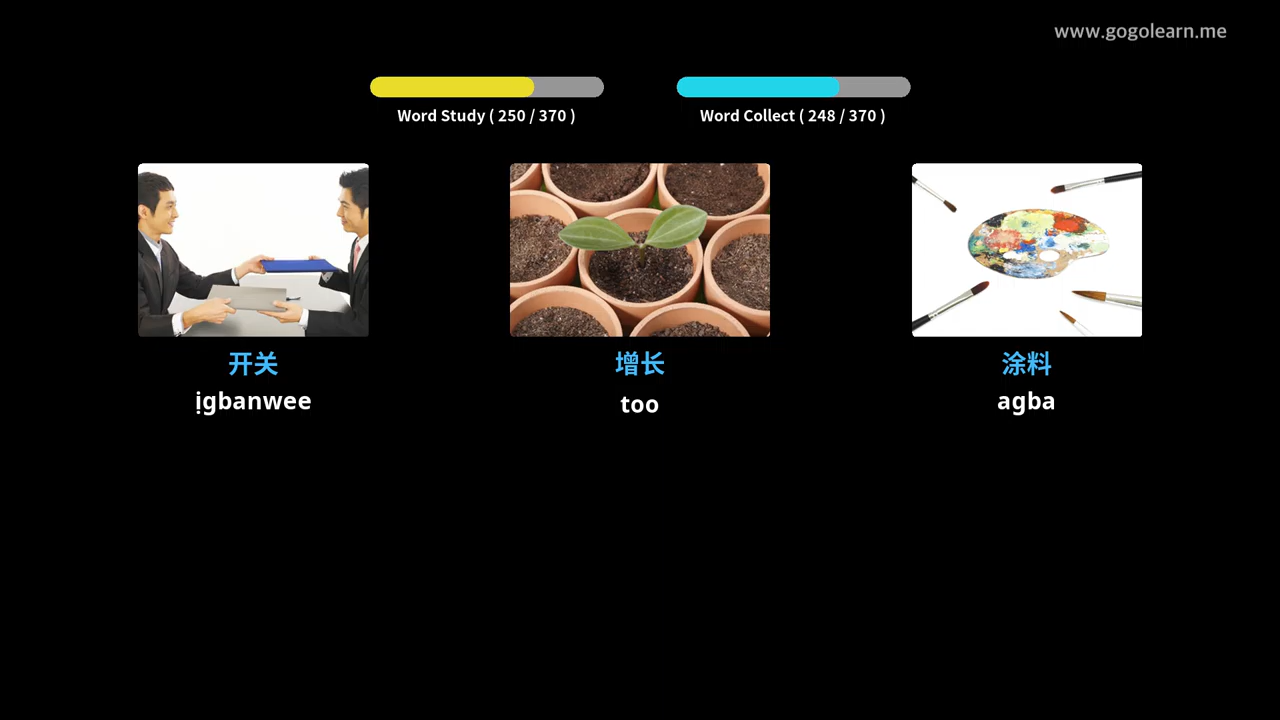 www.gogolearn.me
Word Study ( 250 / 370 )
Word Collect ( 248 / 370 )
开关
增长
涂料
ịgbanwee
too
agba